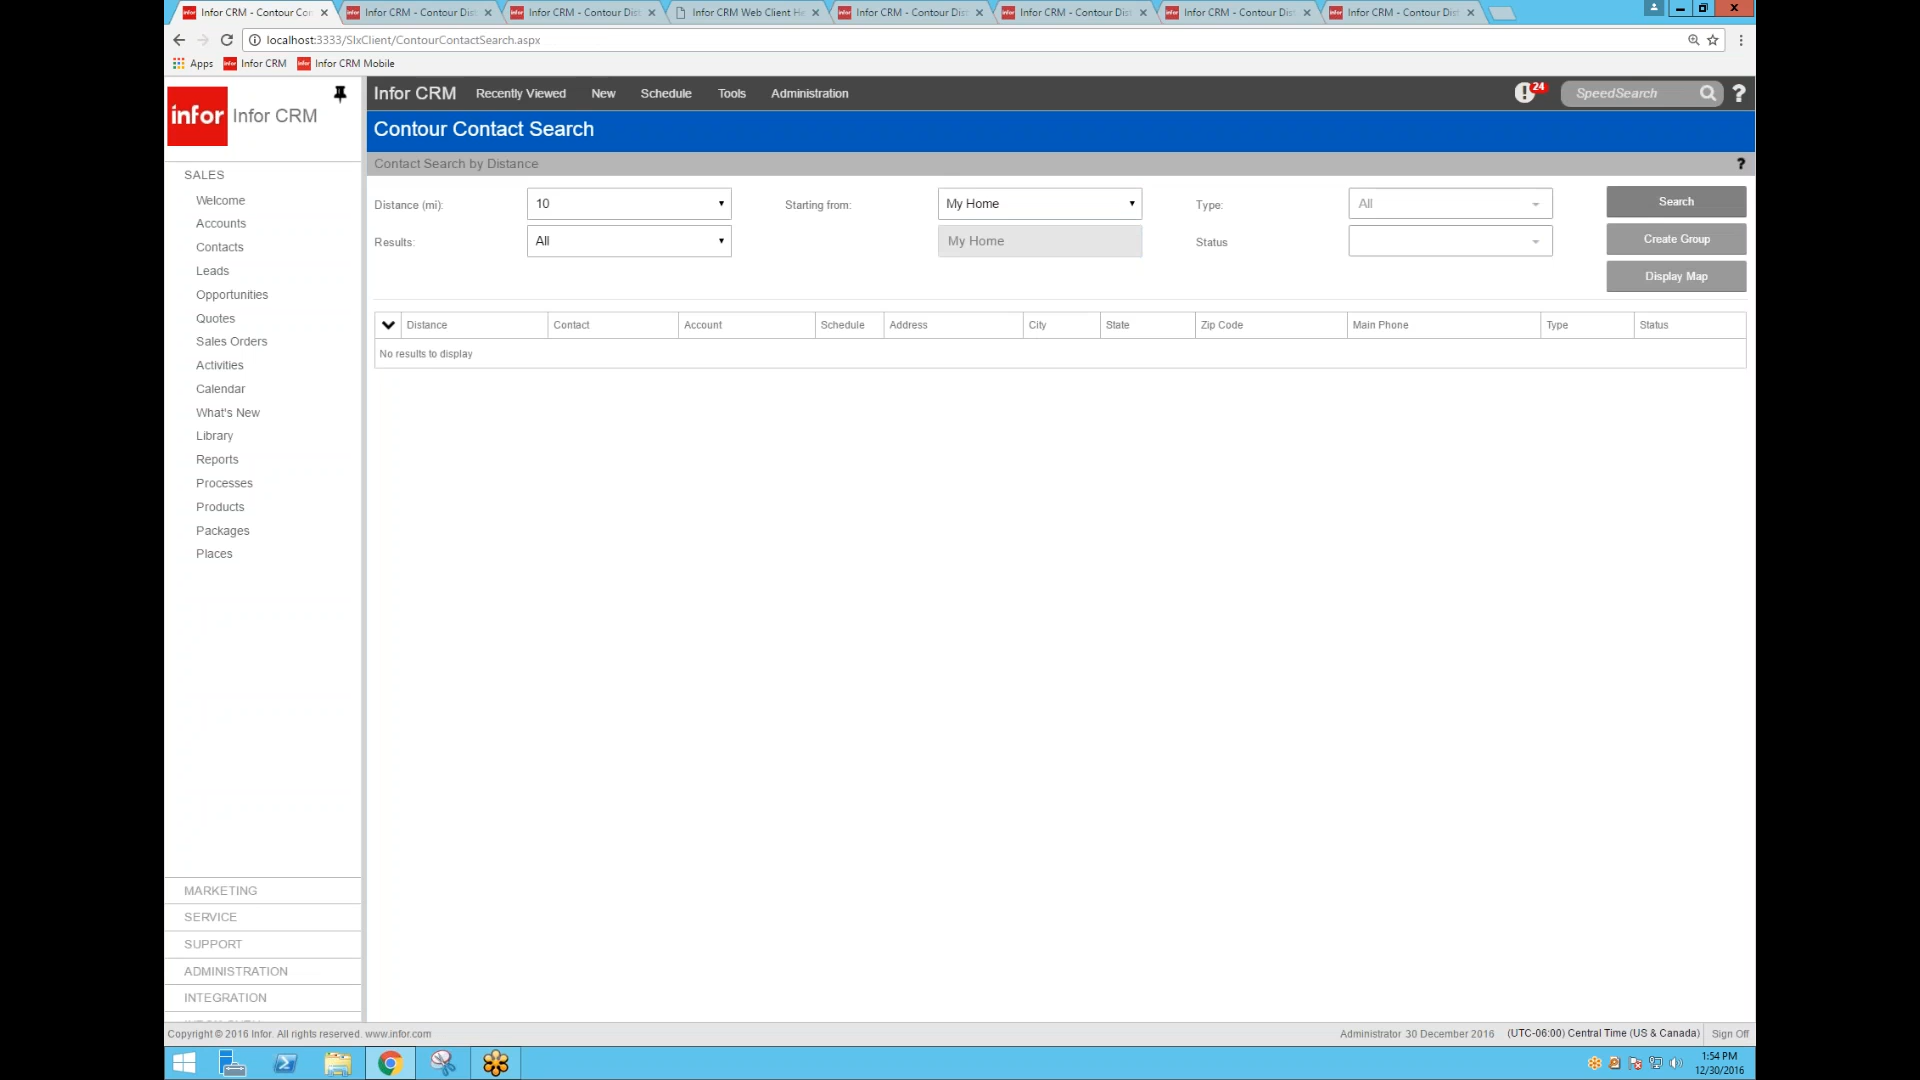 Infor CRM - Contour Con
Infor CRM - Contour Dis
Infor CRM - Contour Dis
Infor CRM Web Client He
Infor CRM - Contour Dis
Infor CRM - Contour Dis
Infor CRM - Contour Dis
Infor CRM - Contour Dis
localhost:3333/SlxClient/ContourContactSearch.aspx
Apps
Infor CRM
Infor CRM Mobile
infor Infor CRM
Infor CRM
Recently Viewed
New
Schedule
Tools
Administration
24
SpeedSearch
?
Contour Contact Search
Contact Search by Distance
?
Distance (mi):
10
Starting from:
My Home
Type:
All
Search
Results:
All
My Home
Status
Create Group
Display Map
Distance
Contact
Account
Schedule
Address
City
State
Zip Code
Main Phone
Type
Status
No results to display
SALES
Welcome
Accounts
Contacts
Leads
Opportunities
Quotes
Sales Orders
Activities
Calendar
What's New
Library
Reports
Processes
Products
Packages
Places
MARKETING
SERVICE
SUPPORT
ADMINISTRATION
INTEGRATION
Copyright © 2016 Infor. All rights reserved. www.infor.com
Administrator
30 December 2016
(UTC-06:00) Central Time (US & Canada)
Sign Off
1:54 PM
12/30/2016